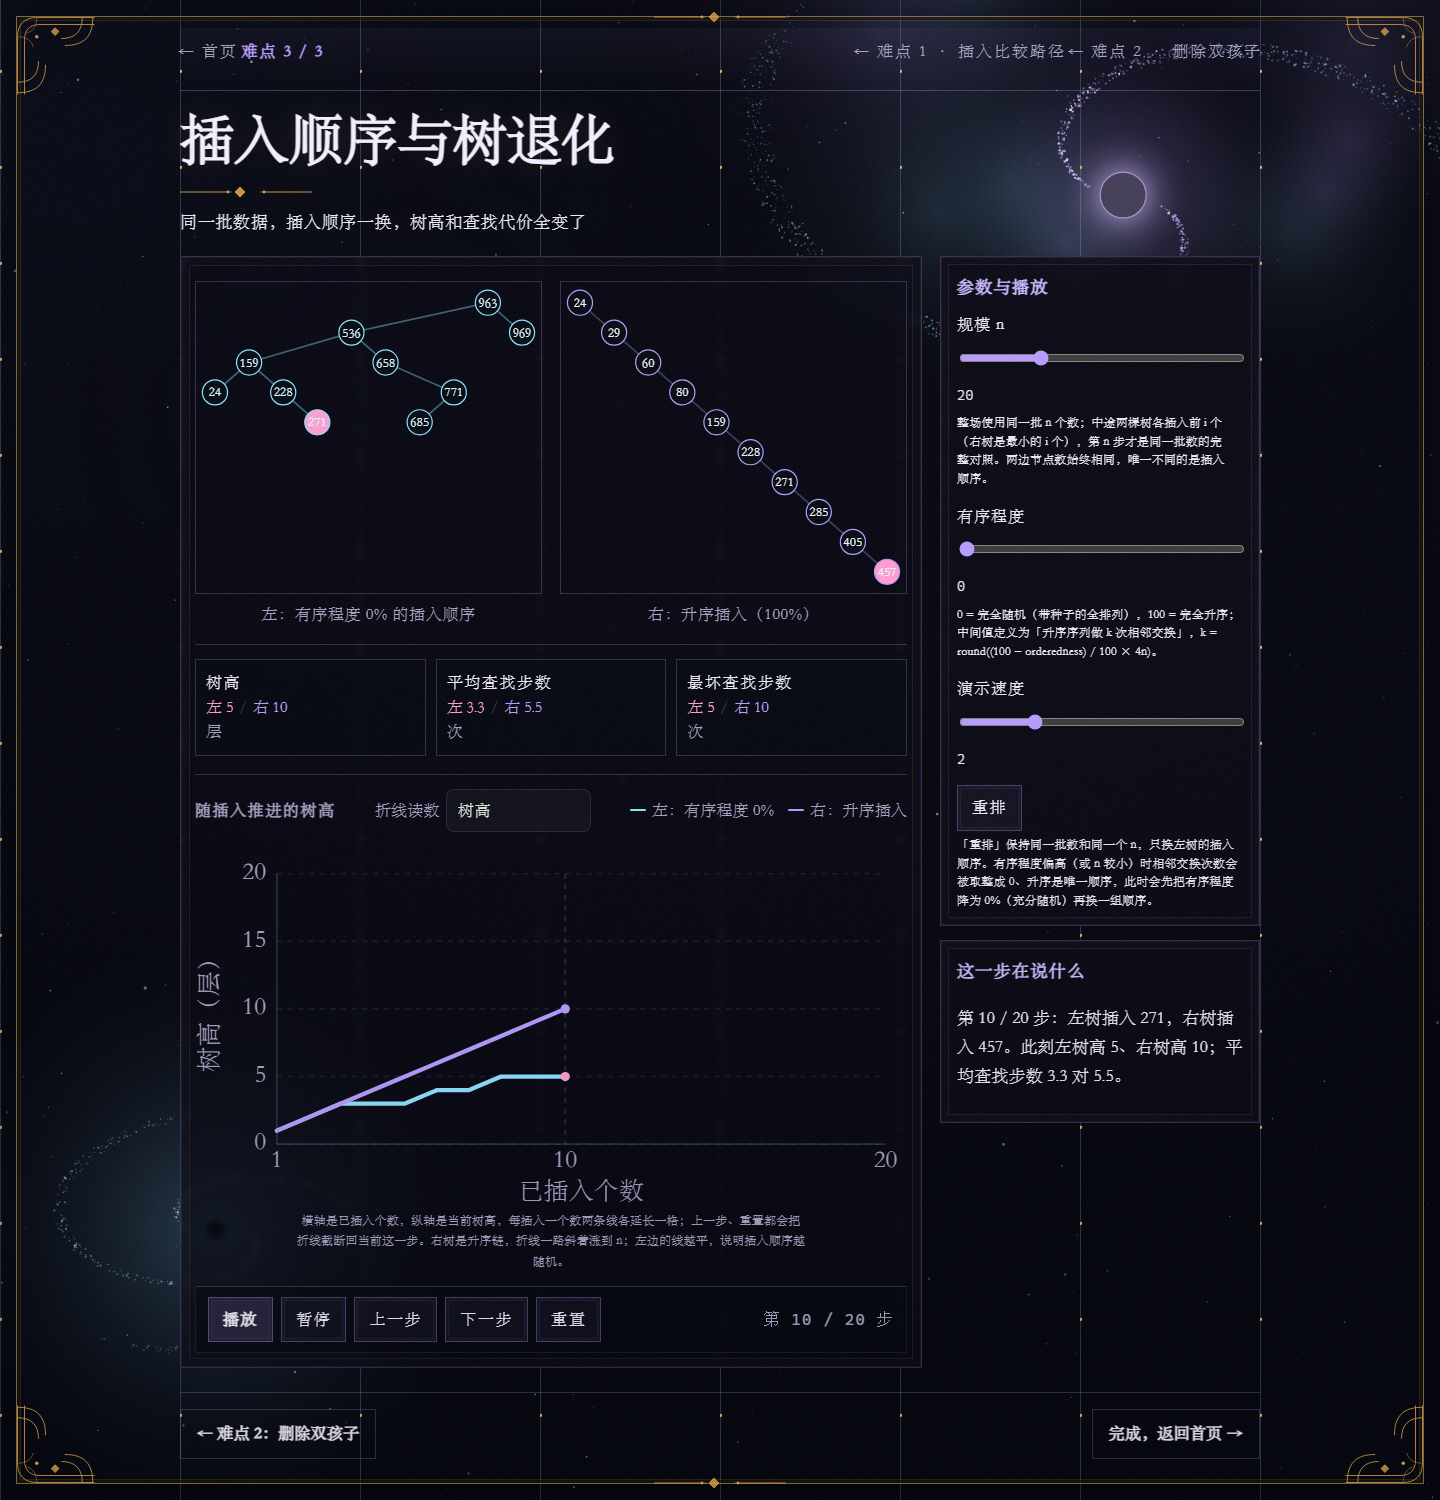 ← 首页 难点 3 / 3
← 难点 1 · 插入比较路径 ← 难点 2 · 删除双孩子
插入顺序与树退化
同一批数据，插入顺序一换，树高和查找代价全变了
963
536
969
159
658
24
228
771
271
685
左：有序程度 0% 的插入顺序
24
29
60
80
159
228
271
285
405
457
右：升序插入（100%）
树高
左 5 / 右 10
层
平均查找步数
左 3.3 / 右 5.5
次
最坏查找步数
左 5 / 右 10
次
随插入推进的树高
折线读数 树高
左：有序程度 0% 右：升序插入
20
15
10
5
0
树高（层）
1 10 20
已插入个数
横轴是已插入个数，纵轴是当前树高，每插入一个数两条线各延长一格；上一步、重置都会把
折线截断回当前这一步。右树是升序链，折线一路斜着涨到 n；左边的线越平，说明插入顺序越
随机。
播放 暂停 上一步 下一步 重置 第 10 / 20 步
参数与播放
规模 n
20
整场使用同一批 n 个数；中途两棵树各插入前 i 个
（右树是最小的 i 个），第 n 步才是同一批数的完
整对照。两边节点数始终相同，唯一不同的是插入
顺序。
有序程度
0
0 = 完全随机（带种子的全排列），100 = 完全升序；
中间值定义为「升序序列做 k 次相邻交换」，k =
round((100 − orderedness) / 100 × 4n)。
演示速度
2
重排
「重排」保持同一批数和同一个 n，只换左树的插入
顺序。有序程度偏高（或 n 较小）时相邻交换次数会
被取整成 0、升序是唯一顺序，此时会先把有序程度
降为 0%（充分随机）再换一组顺序。
这一步在说什么
第 10 / 20 步：左树插入 271，右树插
入 457。此刻左树高 5、右树高 10；平
均查找步数 3.3 对 5.5。
← 难点 2：删除双孩子
完成，返回首页 →